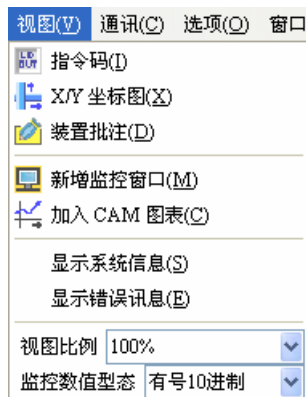 视图(V) 通讯(C) 选项(O) 窗口
指令码(I)
X/Y 坐标图(X)
装置批注(D)
新增监控窗口(M)
加入 CAM 图表(C)
显示系统信息(S)
显示错误讯息(E)
视图比例 100%
监控数值型态 有号10进制